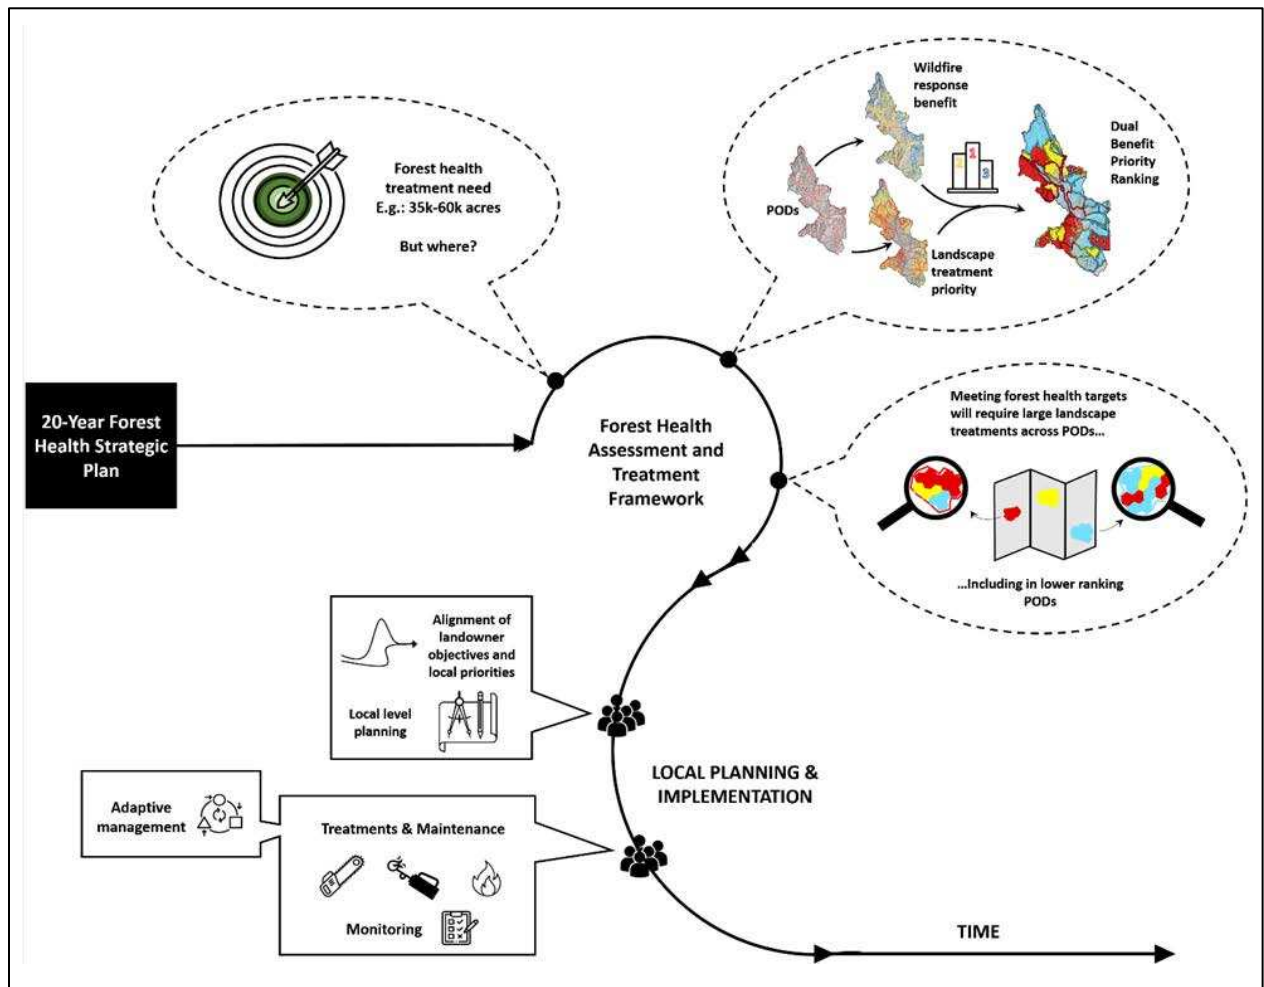 Forest health
treatment need
E.g.: 35k-60k acres
But where?
Wildfire
response
benefit
PODs
2
1
3
Landscape
treatment
priority
Dual
Benefit
Priority
Ranking
20-Year Forest
Health Strategic
Plan
Forest Health
Assessment and
Treatment
Framework
Meeting forest health targets
will require large landscape
treatments across PODs...
...Including in lower ranking
PODs
Alignment of
landowner
objectives and
local priorities
Local level
planning
LOCAL PLANNING &
IMPLEMENTATION
Adaptive
management
Treatments & Maintenance
Monitoring
TIME